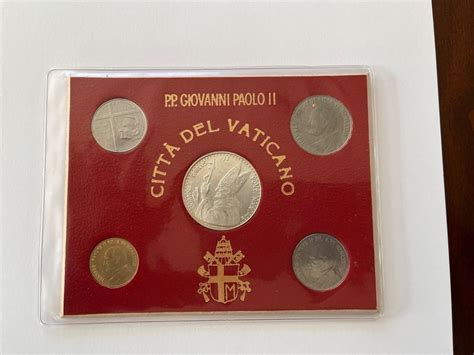 P.P. GIOVANNI PAOLO II
CITTÀ DEL VATICANO
M